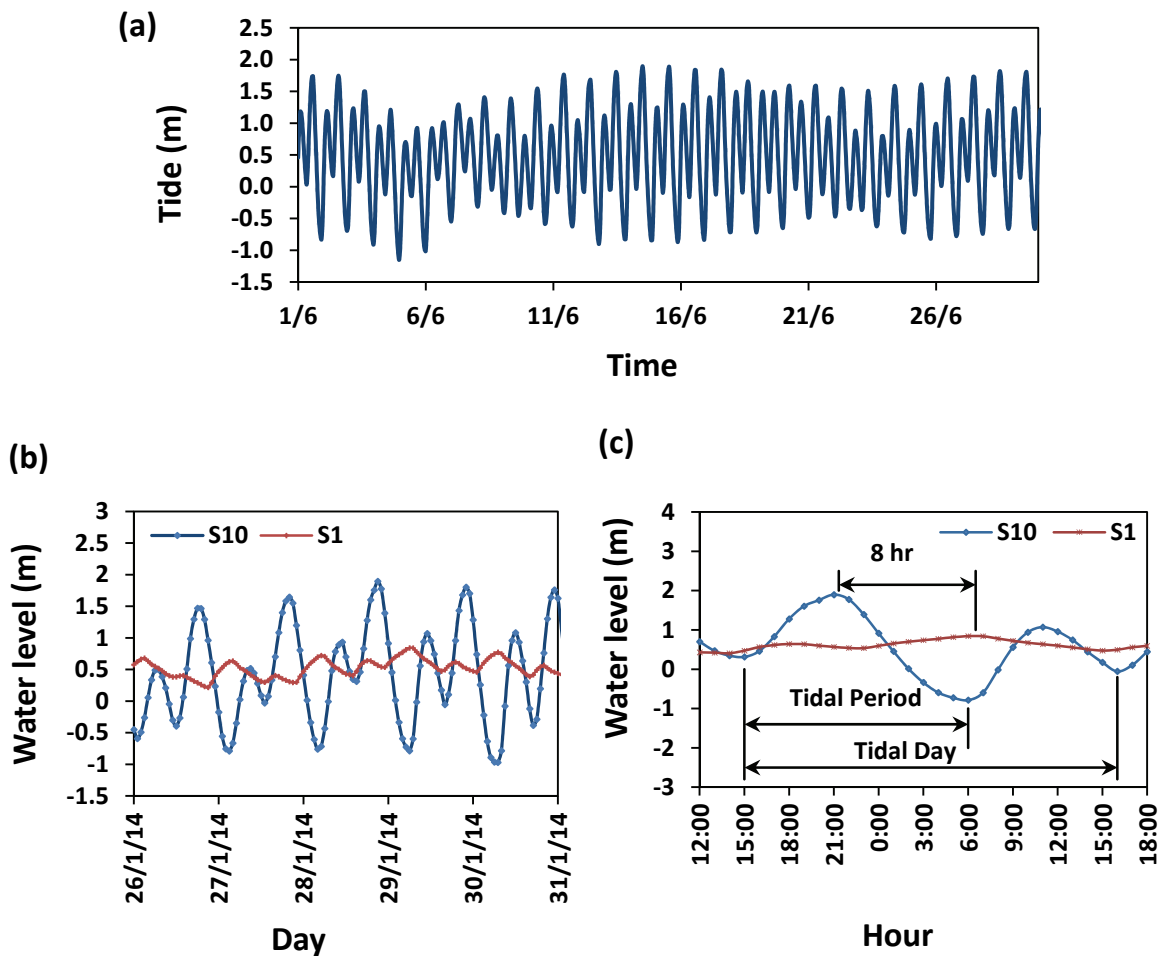 (a)
2.5
2.0
1.5
1.0
0.5
0.0
-0.5
-1.0
-1.5
Tide (m)
1/6 6/6 11/6 16/6 21/6 26/6
Time
(b)
S10 S1
3
2.5
2
1.5
1
0.5
0
-0.5
-1
-1.5
Water level (m)
26/1/14 27/1/14 28/1/14 29/1/14 30/1/14 31/1/14
Day
(c)
S10 S1
4
3
2
1
0
-1
-2
-3
Water level (m)
8 hr
Tidal Period
Tidal Day
12:00 15:00 18:00 21:00 0:00 3:00 6:00 9:00 12:00 15:00 18:00
Hour